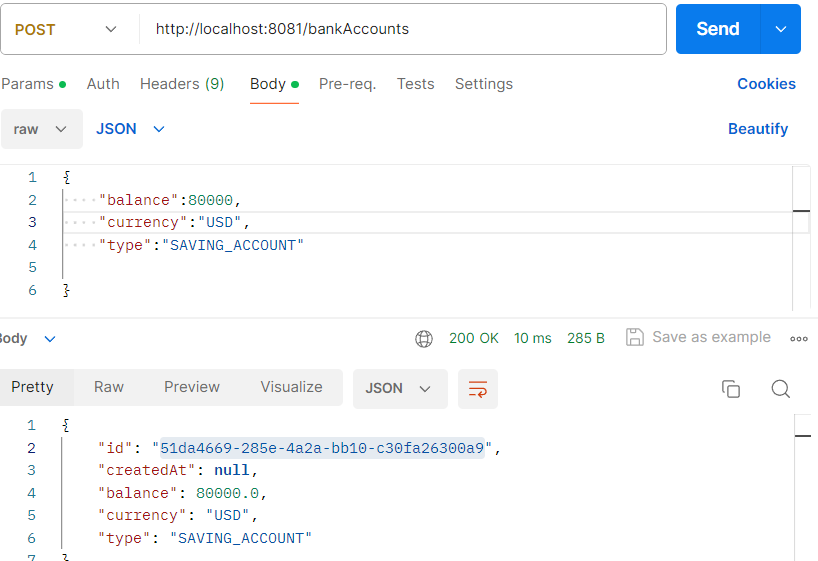 POST http://localhost:8081/bankAccounts Send
Params Auth Headers (9) Body Pre-req. Tests Settings Cookies
raw JSON Beautify
1 {
2 "balance":80000,
3 "currency":"USD",
4 "type":"SAVING_ACCOUNT"
5
6 }
Body 200 OK 10 ms 285 B Save as example
Pretty Raw Preview Visualize JSON
1 {
2 "id": "51da4669-285e-4a2a-bb10-c30fa26300a9",
3 "createdAt": null,
4 "balance": 80000.0,
5 "currency": "USD",
6 "type": "SAVING_ACCOUNT"
7 }